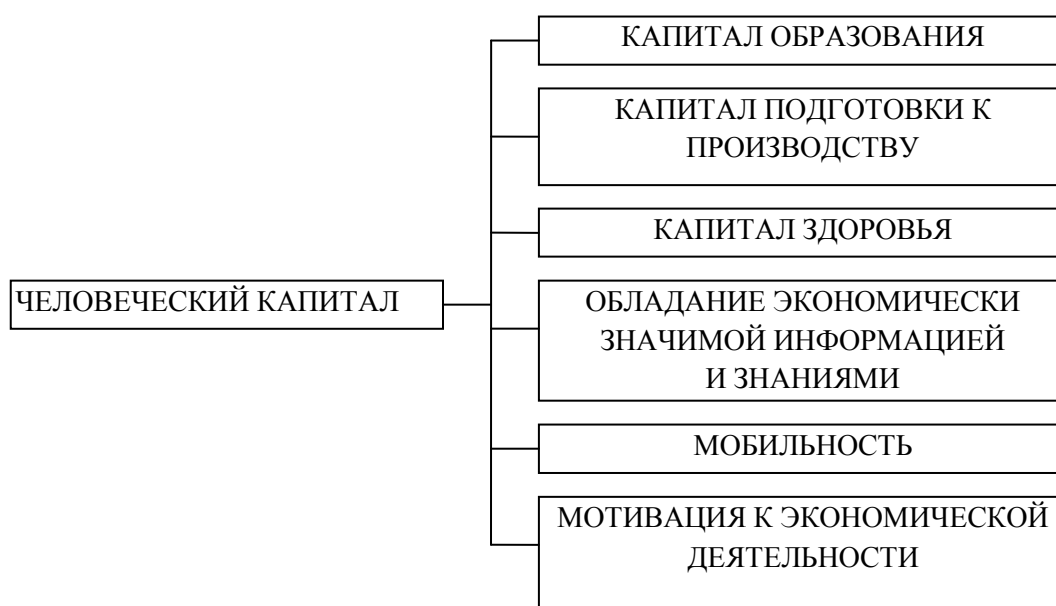 КАПИТАЛ ОБРАЗОВАНИЯ
КАПИТАЛ ПОДГОТОВКИ К
ПРОИЗВОДСТВУ
КАПИТАЛ ЗДОРОВЬЯ
ЧЕЛОВЕЧЕСКИЙ КАПИТАЛ
ОБЛАДАНИЕ ЭКОНОМИЧЕСКИ
ЗНАЧИМОЙ ИНФОРМАЦИЕЙ
И ЗНАНИЯМИ
МОБИЛЬНОСТЬ
МОТИВАЦИЯ К ЭКОНОМИЧЕСКОЙ
ДЕЯТЕЛЬНОСТИ